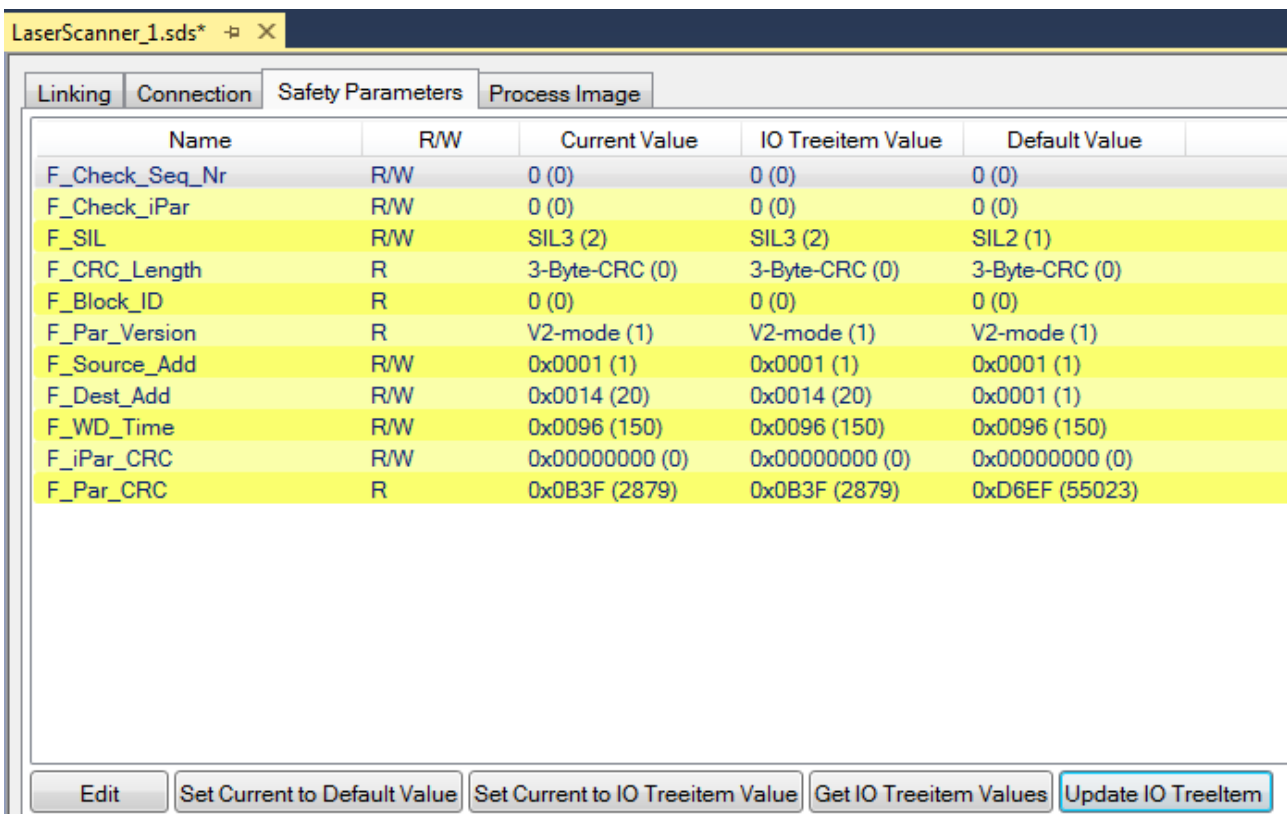 LaserScanner_1.sds*
Linking Connection Safety Parameters Process Image
Name R/W Current Value IO Treeitem Value Default Value
F_Check_Seq_Nr R/W 0 (0) 0 (0) 0 (0)
F_Check_iPar R/W 0 (0) 0 (0) 0 (0)
F_SIL R/W SIL3 (2) SIL3 (2) SIL2 (1)
F_CRC_Length R 3-Byte-CRC (0) 3-Byte-CRC (0) 3-Byte-CRC (0)
F_Block_ID R 0 (0) 0 (0) 0 (0)
F_Par_Version R V2-mode (1) V2-mode (1) V2-mode (1)
F_Source_Add R/W 0x0001 (1) 0x0001 (1) 0x0001 (1)
F_Dest_Add R/W 0x0014 (20) 0x0014 (20) 0x0001 (1)
F_WD_Time R/W 0x0096 (150) 0x0096 (150) 0x0096 (150)
F_iPar_CRC R/W 0x00000000 (0) 0x00000000 (0) 0x00000000 (0)
F_Par_CRC R 0x0B3F (2879) 0x0B3F (2879) 0xD6EF (55023)
Edit Set Current to Default Value Set Current to IO Treeitem Value Get IO Treeitem Values Update IO TreeItem